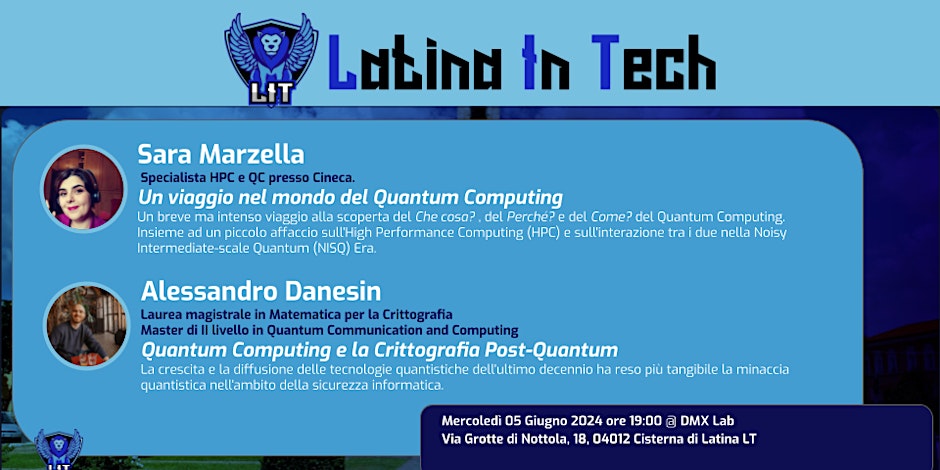 LIT
Latina In Tech
Sara Marzella
Specialista HPC e QC presso Cineca.
Un viaggio nel mondo del Quantum Computing
Un breve ma intenso viaggio alla scoperta del Che cosa? , del Perché? e del Come? del Quantum Computing.
Insieme ad un piccolo affaccio sull'High Performance Computing (HPC) e sull'interazione tra i due nella Noisy
Intermediate-scale Quantum (NISQ) Era.
Alessandro Danesin
Laurea magistrale in Matematica per la Crittografia
Master di II livello in Quantum Communication and Computing
Quantum Computing e la Crittografia Post-Quantum
La crescita e la diffusione delle tecnologie quantistiche dell'ultimo decennio ha reso più tangibile la minaccia
quantistica nell'ambito della sicurezza informatica.
Mercoledì 05 Giugno 2024 ore 19:00 @ DMX Lab
Via Grotte di Nottola, 18, 04012 Cisterna di Latina LT
LIT